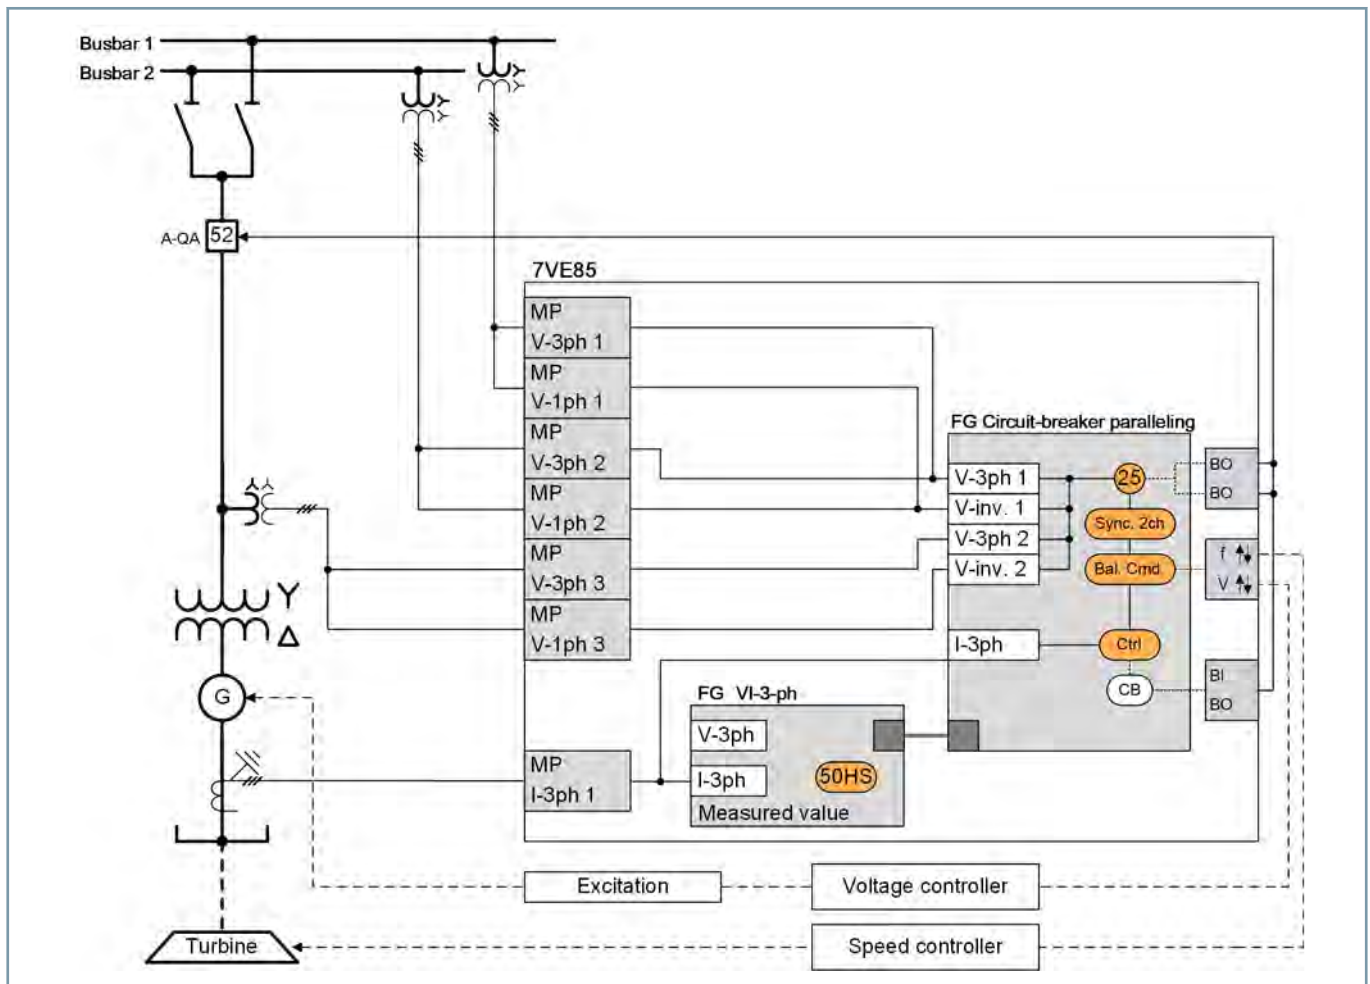 Busbar 1
Busbar 2
A-QA 52
7VE85
MP
V-3ph 1
MP
V-1ph 1
MP
V-3ph 2
MP
V-1ph 2
MP
V-3ph 3
MP
V-1ph 3
FG Circuit-breaker paralleling
V-3ph 1
V-inv. 1
V-3ph 2
V-inv. 2
25
Sync. 2ch
Bal. Cmd.
I-3ph
Ctrl
CB
BO
BO
f
V
BI
BO
G
FG VI-3-ph
V-3ph
I-3ph
50HS
Measured value
MP
I-3ph 1
Excitation
Voltage controller
Turbine
Speed controller